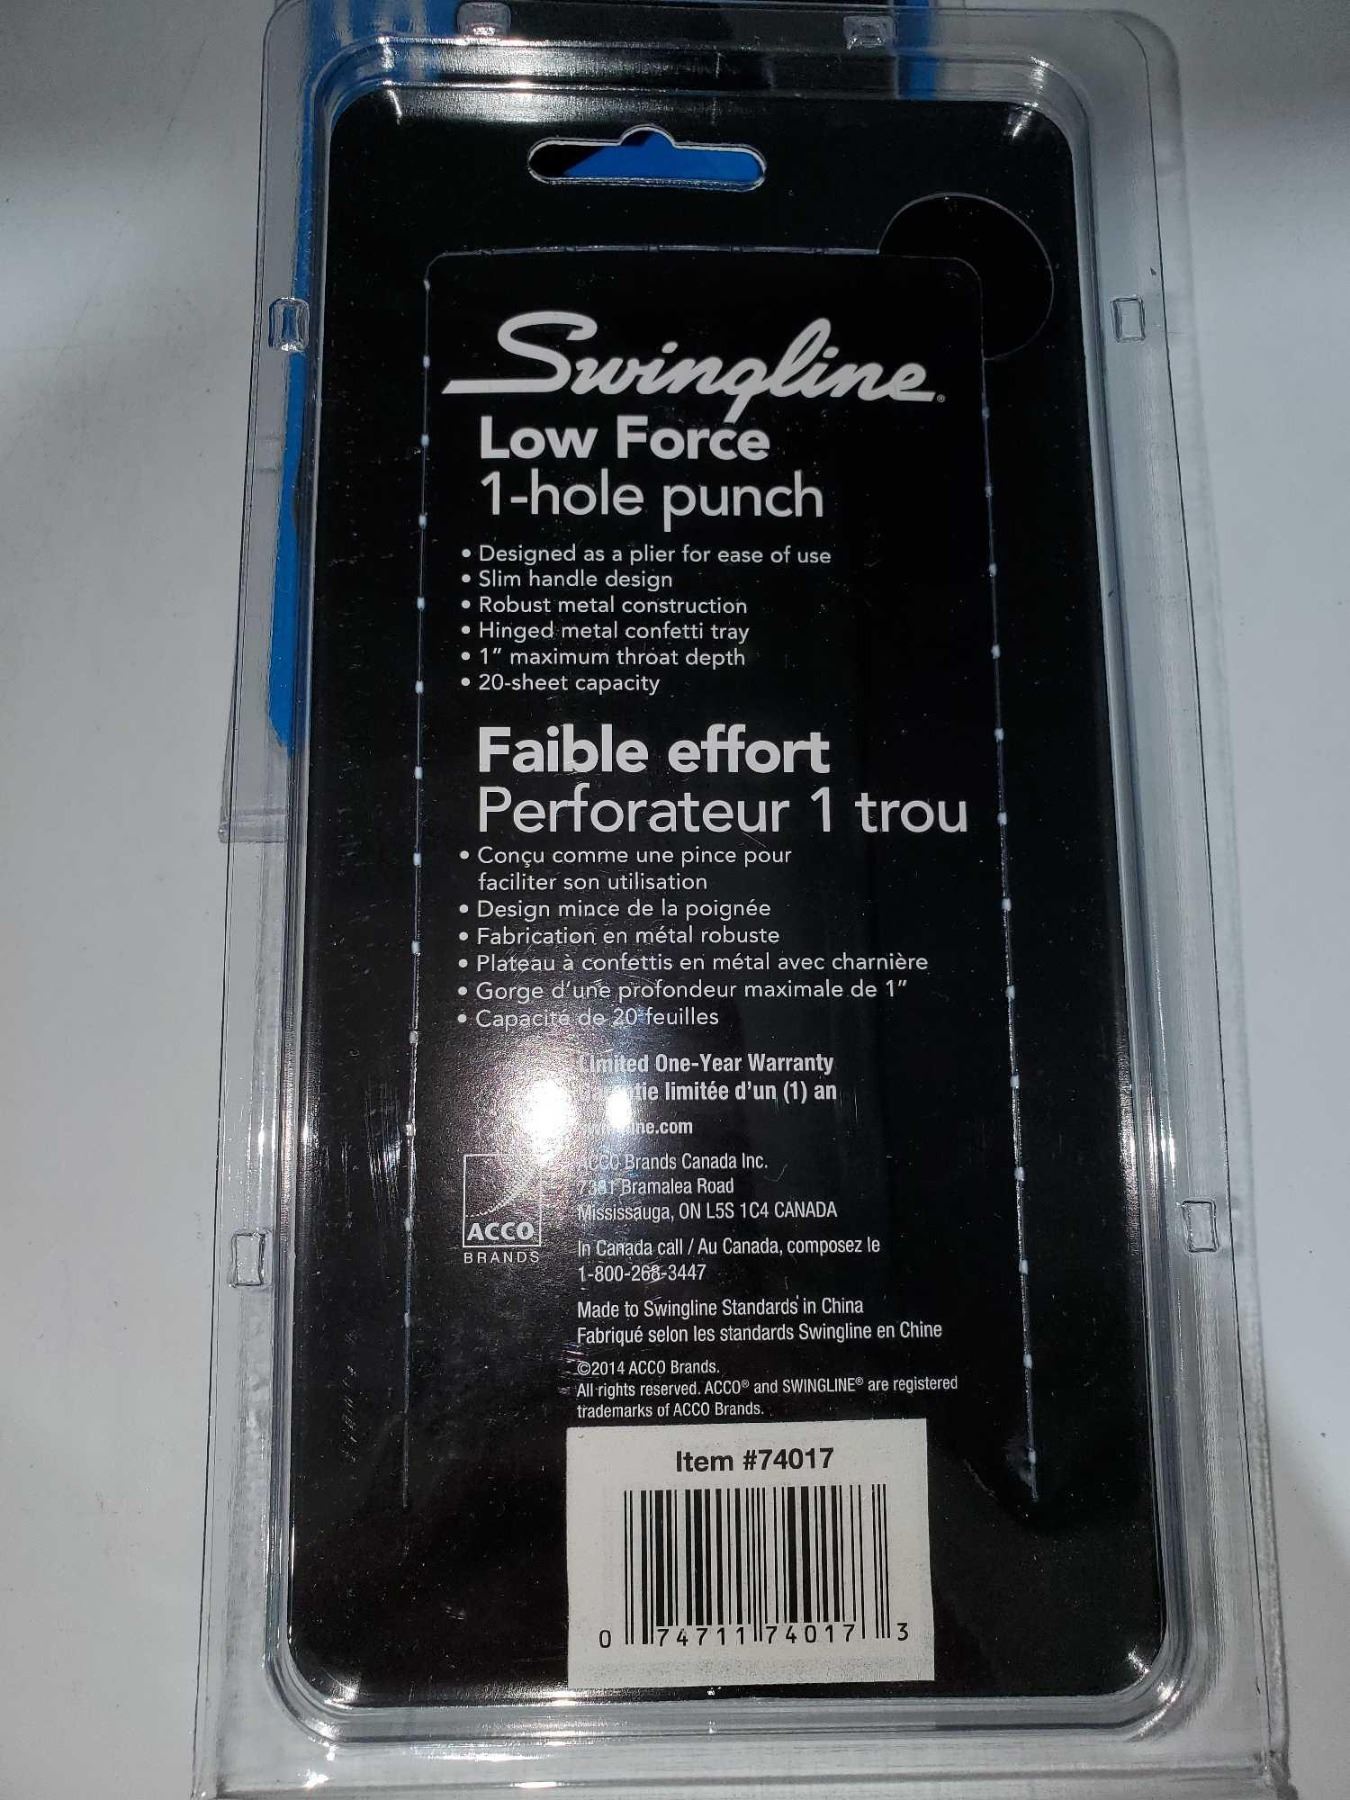 Swingline®
Low Force
1-hole punch
• Designed as a plier for ease of use
• Slim handle design
• Robust metal construction
• Hinged metal confetti tray
• 1" maximum throat depth
• 20-sheet capacity
Faible effort
Perforateur 1 trou
• Conçu comme une pince pour
faciliter son utilisation
• Design mince de la poignée
• Fabrication en métal robuste
• Plateau à confettis en métal avec charnière
• Gorge d'une profondeur maximale de 1"
• Capacité de 20 feuilles
Limited One-Year Warranty
limitée d'un (1) an
ACCO
BRANDS
ACCO Brands Canada Inc.
7381 Bramalea Road
Mississauga, ON L5S 1C4 CANADA
In Canada call / Au Canada, composez le
1-800-268-3447
Made to Swingline Standards in China
Fabriqué selon les standards Swingline en Chine
©2014 ACCO Brands.
All rights reserved. ACCO® and SWINGLINE® are registered
trademarks of ACCO Brands.
Item #74017
0 74711 74017 3